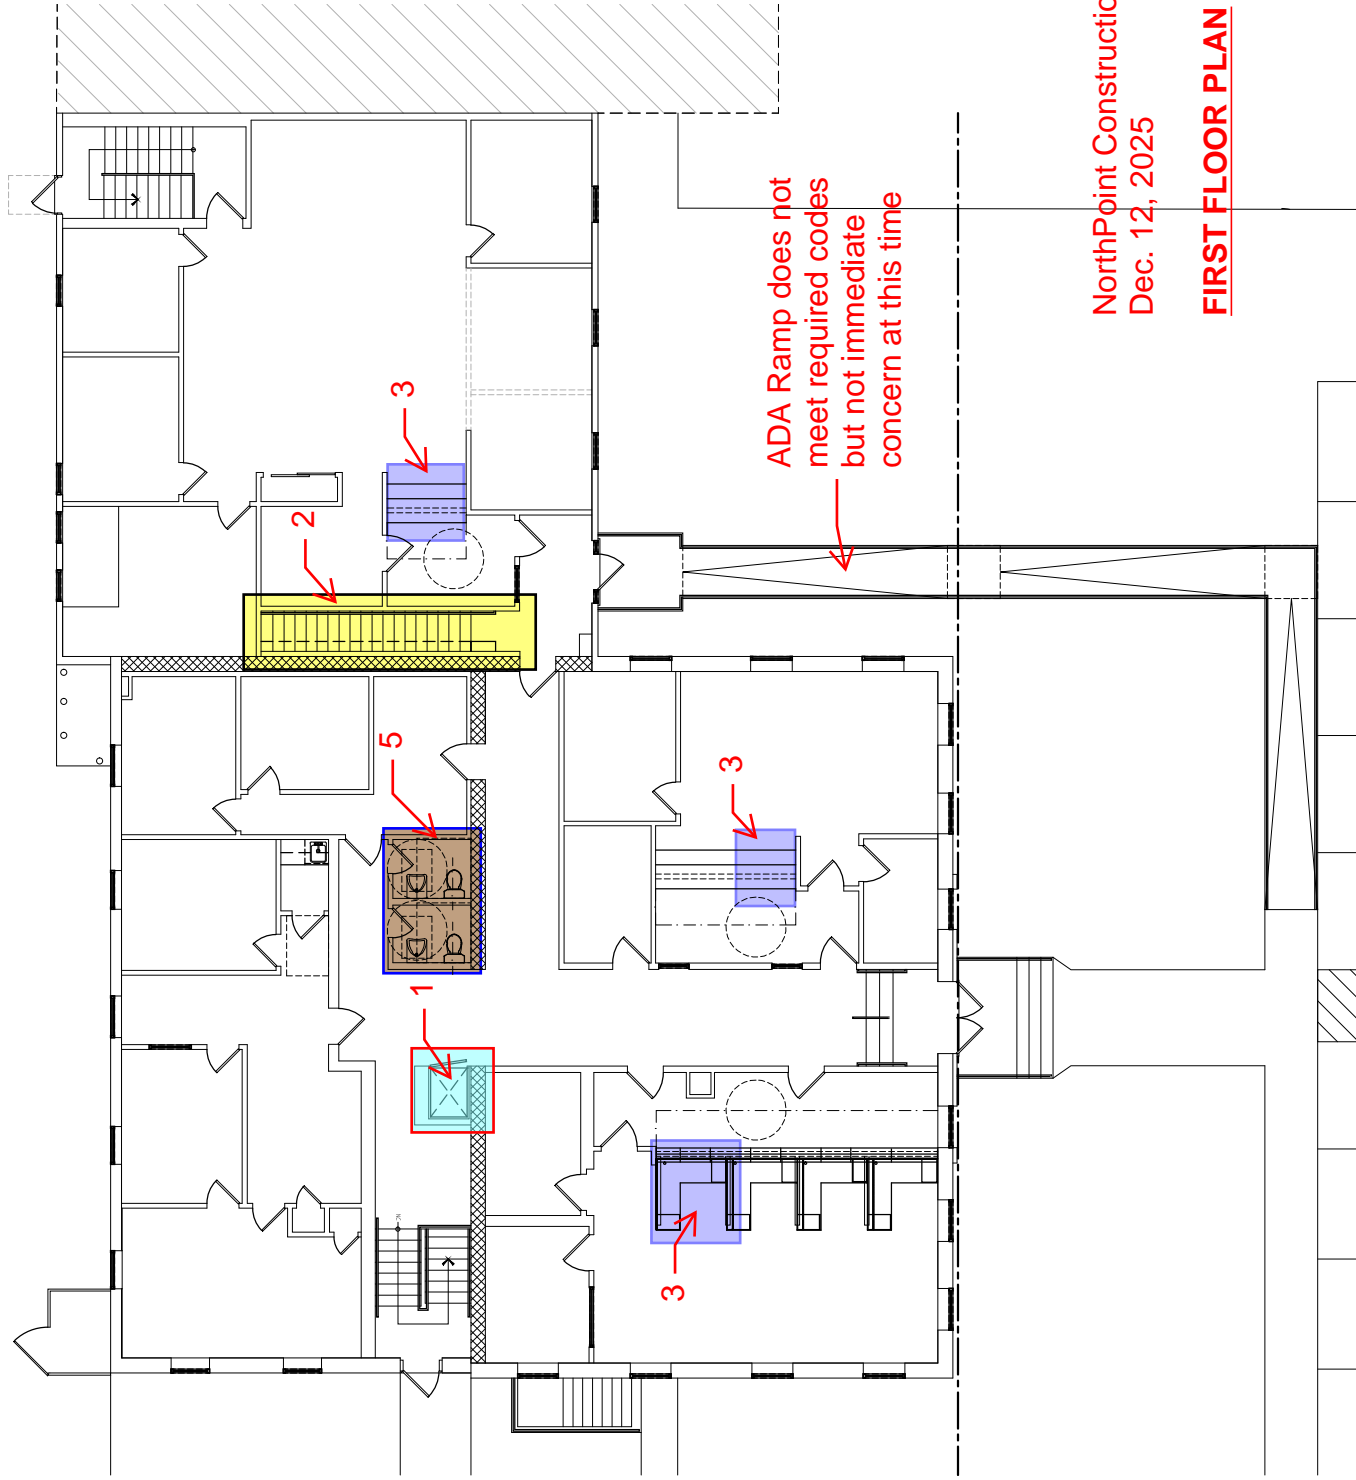 3
2
ADA Ramp does not
meet required codes
but not immediate
concern at this time
NorthPoint Constructio
Dec. 12, 2025
FIRST FLOOR PLAN
5
3
1
3